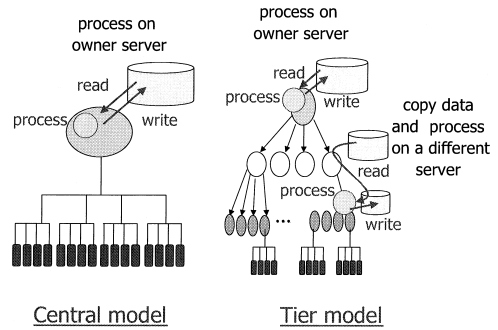 process on
owner server
read
process
write
Central model
process on
owner server
read
process
write
copy data
and process
on a different
server
read
process
write
...
Tier model